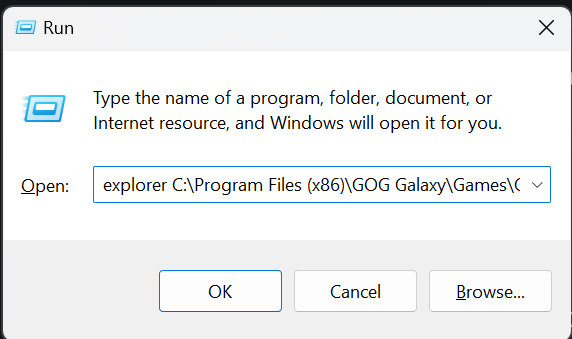 Run
Type the name of a program, folder, document, or
Internet resource, and Windows will open it for you.
Open:
explorer C:\Program Files (x86)\GOG Galaxy\Games\
OK
Cancel
Browse...